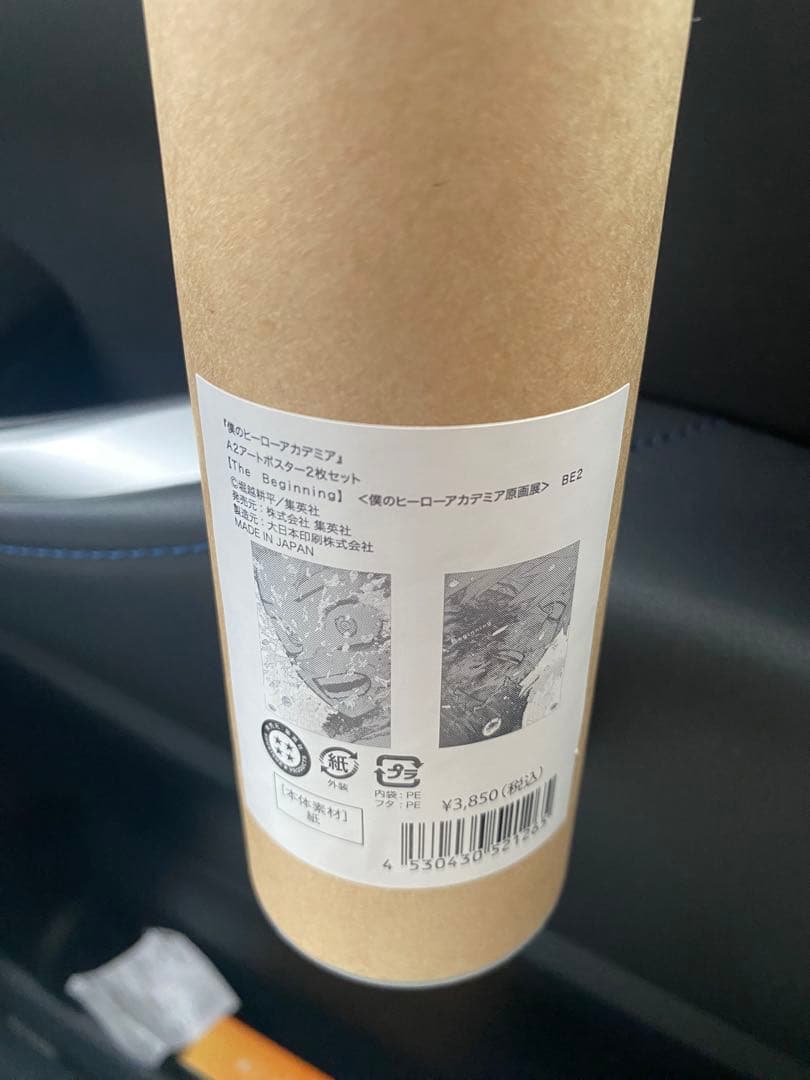 『僕のヒーローアカデミア』
A2アートポスター2枚セット
【The Beginning】 <僕のヒーローアカデミア原画展> BE2
©堀越耕平／集英社
発売元：株式会社 集英社
製造元：大日本印刷株式会社
MADE IN JAPAN
Beginning
紙
外装
プラ
内袋：PE
フタ：PE
¥3,850(税込)
[本体素材]
紙
4 530430 521265